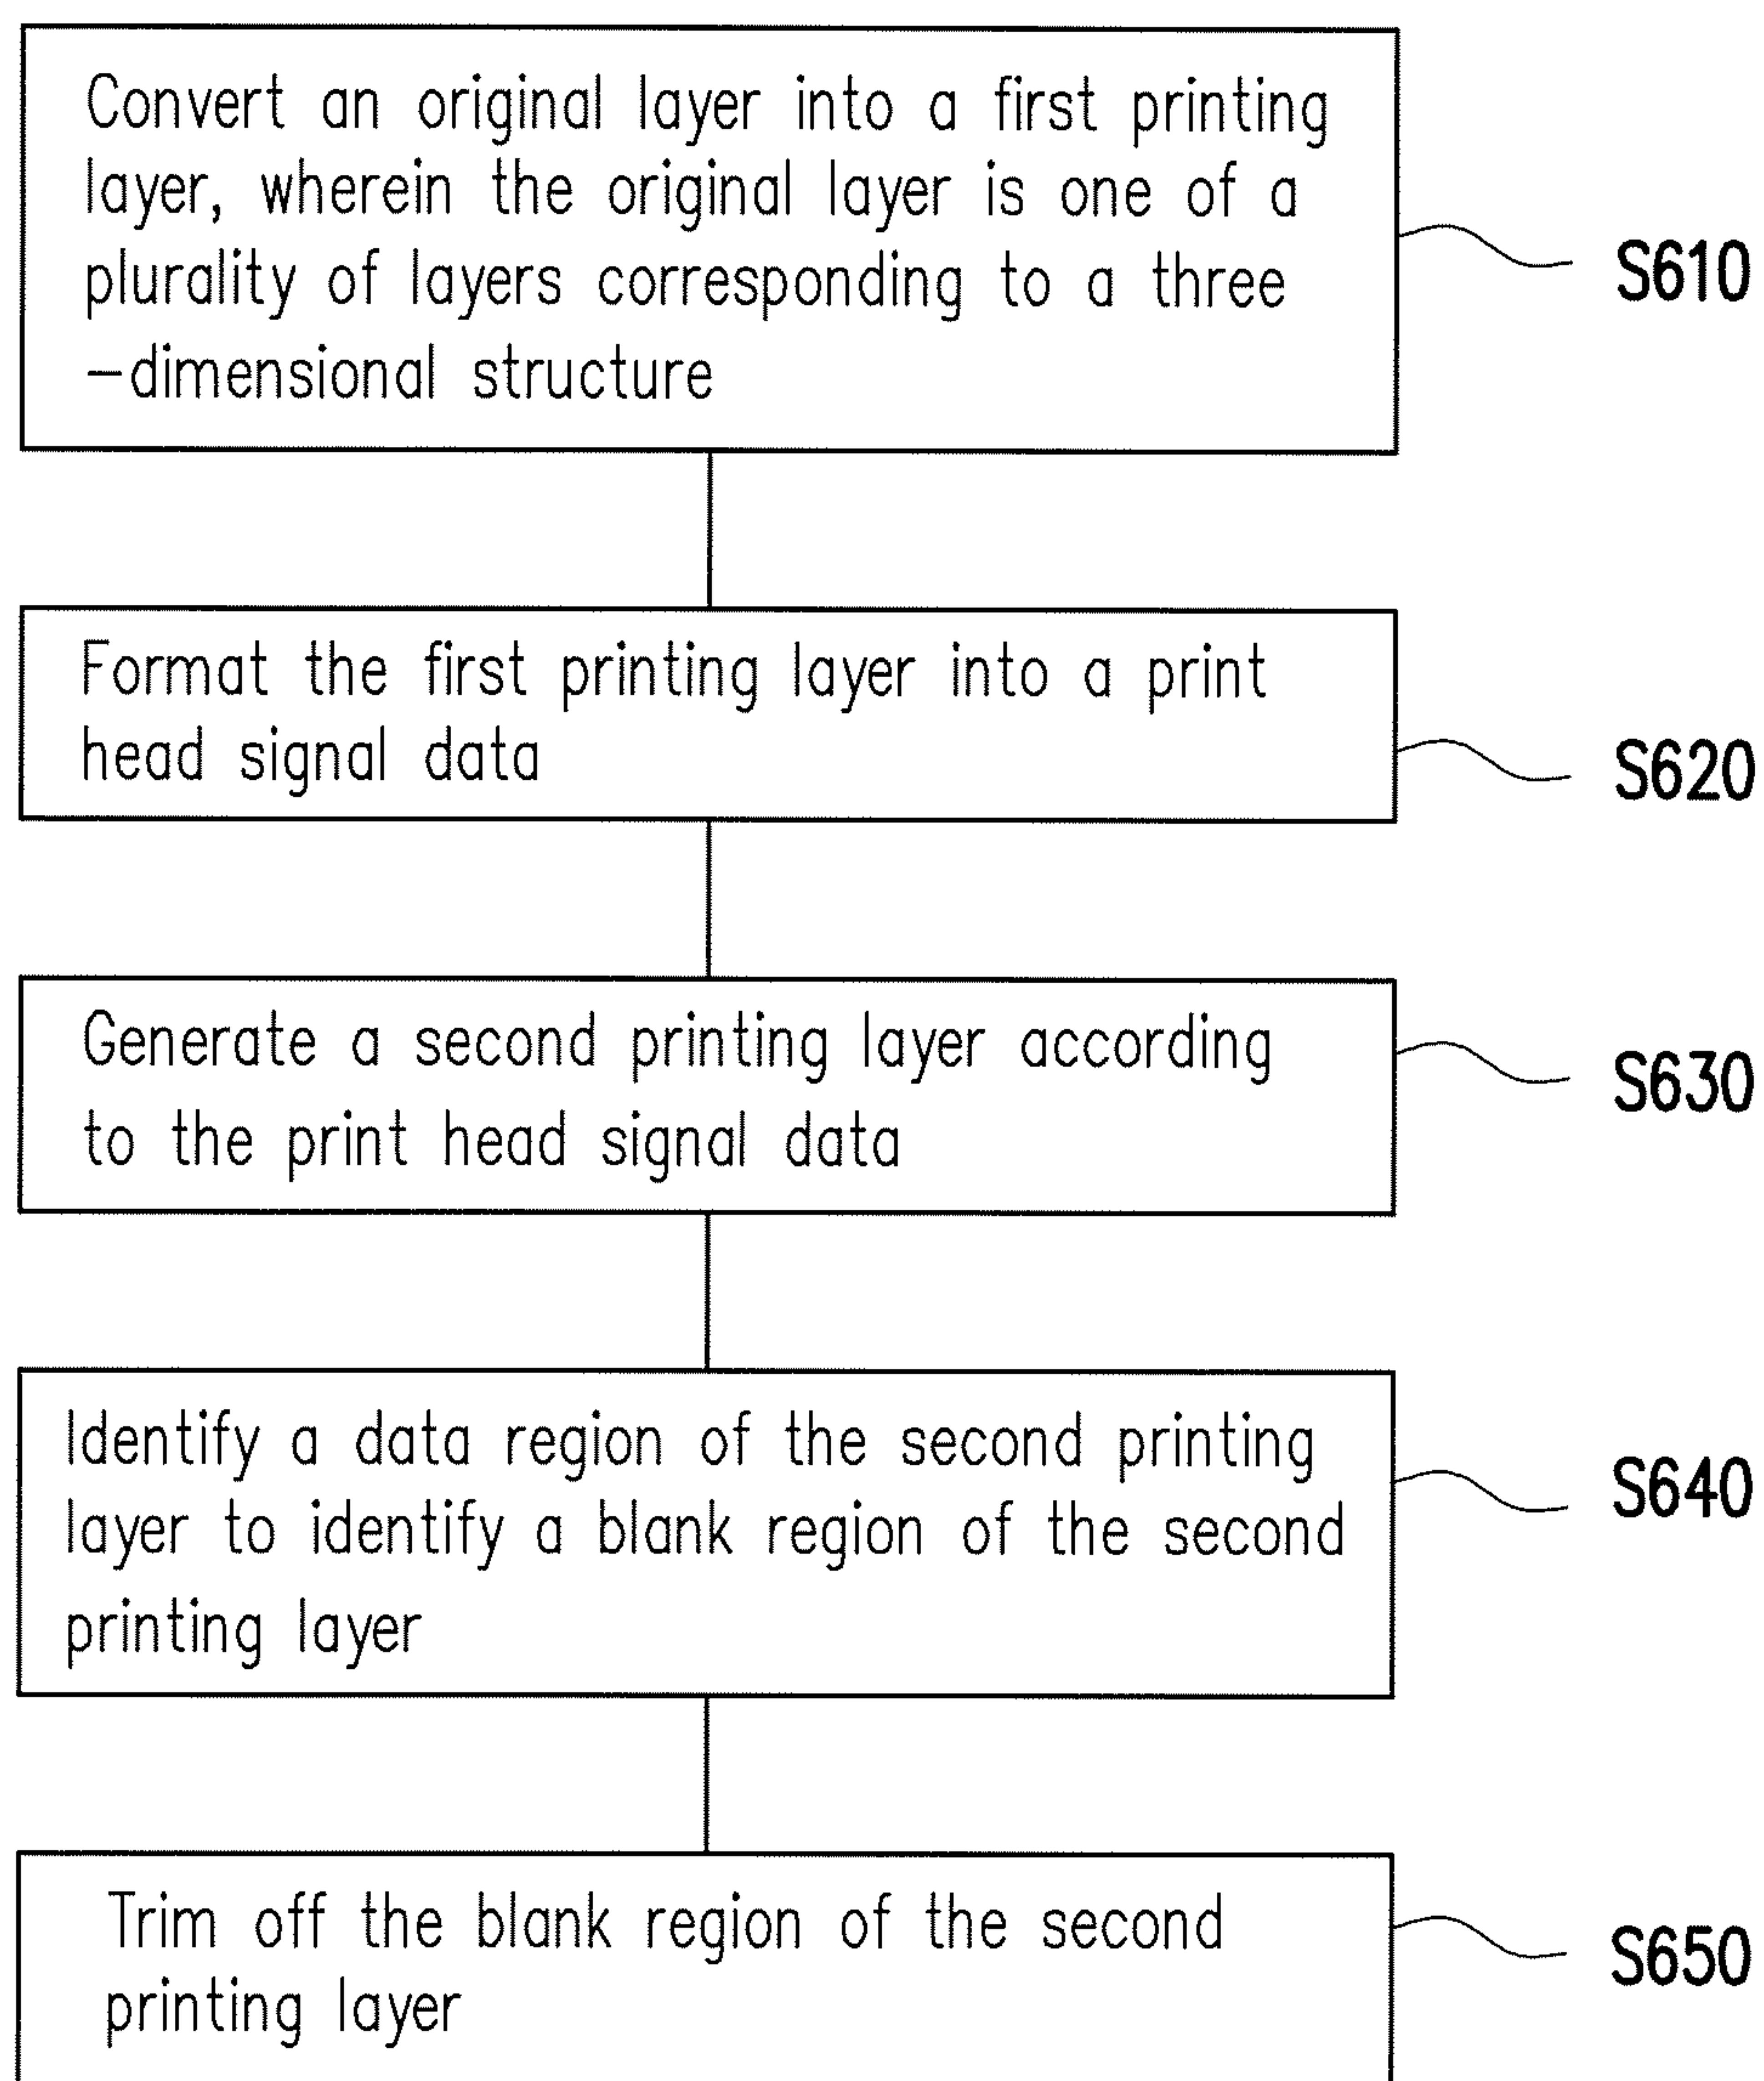 Convert an original layer into a first printing
layer, wherein the original layer is one of a
plurality of layers corresponding to a three
-dimensional structure
S610
Format the first printing layer into a print
head signal data
S620
Generate a second printing layer according
to the print head signal data
S630
Identify a data region of the second printing
layer to identify a blank region of the second
printing layer
S640
Trim off the blank region of the second
printing layer
S650